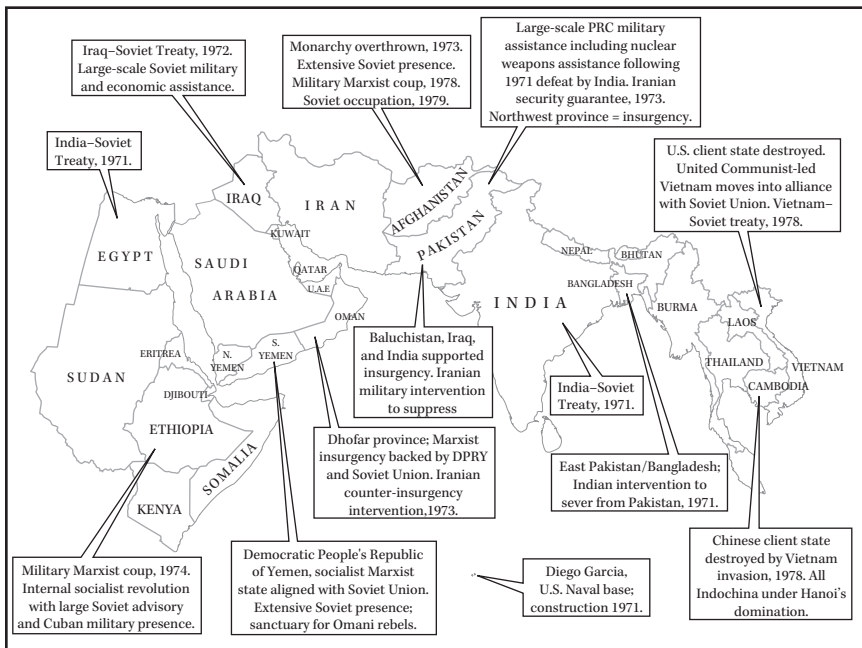 Iraq–Soviet Treaty, 1972.
Large-scale Soviet military
and economic assistance.
Monarchy overthrown, 1973.
Extensive Soviet presence.
Military Marxist coup, 1978.
Soviet occupation, 1979.
Large-scale PRC military
assistance including nuclear
weapons assistance following
1971 defeat by India. Iranian
security guarantee, 1973.
Northwest province = insurgency.
India–Soviet
Treaty, 1971.
U.S. client state destroyed.
United Communist-led
Vietnam moves into alliance
with Soviet Union. Vietnam–
Soviet treaty, 1978.
IRAQ
IRAN
AFGHANISTAN
PAKISTAN
KUWAIT
EGYPT
SAUDI
ARABIA
QATAR
U.A.E
OMAN
NEPAL
BHUTAN
BANGLADESH
INDIA
BURMA
LAOS
THAILAND
VIETNAM
CAMBODIA
SUDAN
ERITREA
N.
YEMEN
S.
YEMEN
DJIBOUTI
ETHIOPIA
SOMALIA
KENYA
Baluchistan, Iraq,
and India supported
insurgency. Iranian
military intervention
to suppress
India–Soviet
Treaty, 1971.
Dhofar province; Marxist
insurgency backed by DPRY
and Soviet Union. Iranian
counter-insurgency
intervention,1973.
East Pakistan/Bangladesh;
Indian intervention to
sever from Pakistan, 1971.
Military Marxist coup, 1974.
Internal socialist revolution
with large Soviet advisory
and Cuban military presence.
Democratic People's Republic
of Yemen, socialist Marxist
state aligned with Soviet Union.
Extensive Soviet presence;
sanctuary for Omani rebels.
Diego Garcia,
U.S. Naval base;
construction 1971.
Chinese client state
destroyed by Vietnam
invasion, 1978. All
Indochina under Hanoi's
domination.